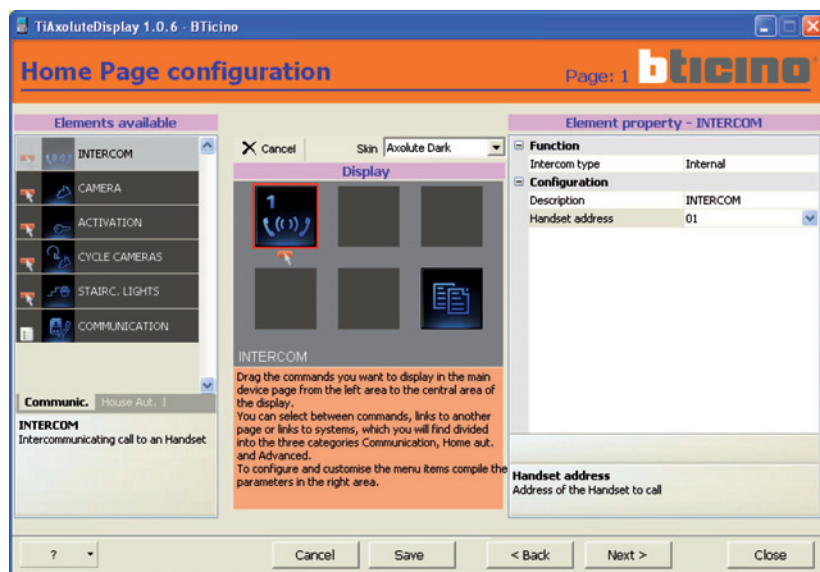 TiAxoluteDisplay 1.0.6 - BTicino
Home Page configuration
Page: 1
bticino
Elements available
INTERCOM
CAMERA
ACTIVATION
CYCLE CAMERAS
STAIRC. LIGHTS
COMMUNICATION
Communic.
House Aut.
INTERCOM
Intercommunicating call to an Handset
Cancel
Skin
Axolute Dark
Display
1
INTERCOM
Drag the commands you want to display in the main
device page from the left area to the central area of
the display.
You can select between commands, links to another
page or links to systems, which you will find divided
into the three categories Communication, Home aut.
and Advanced.
To configure and customise the menu items compile the
parameters in the right area.
Element property - INTERCOM
Function
Intercom type Internal
Configuration
Description INTERCOM
Handset address 01
Handset address
Address of the Handset to call
?
Cancel
Save
< Back
Next >
Close